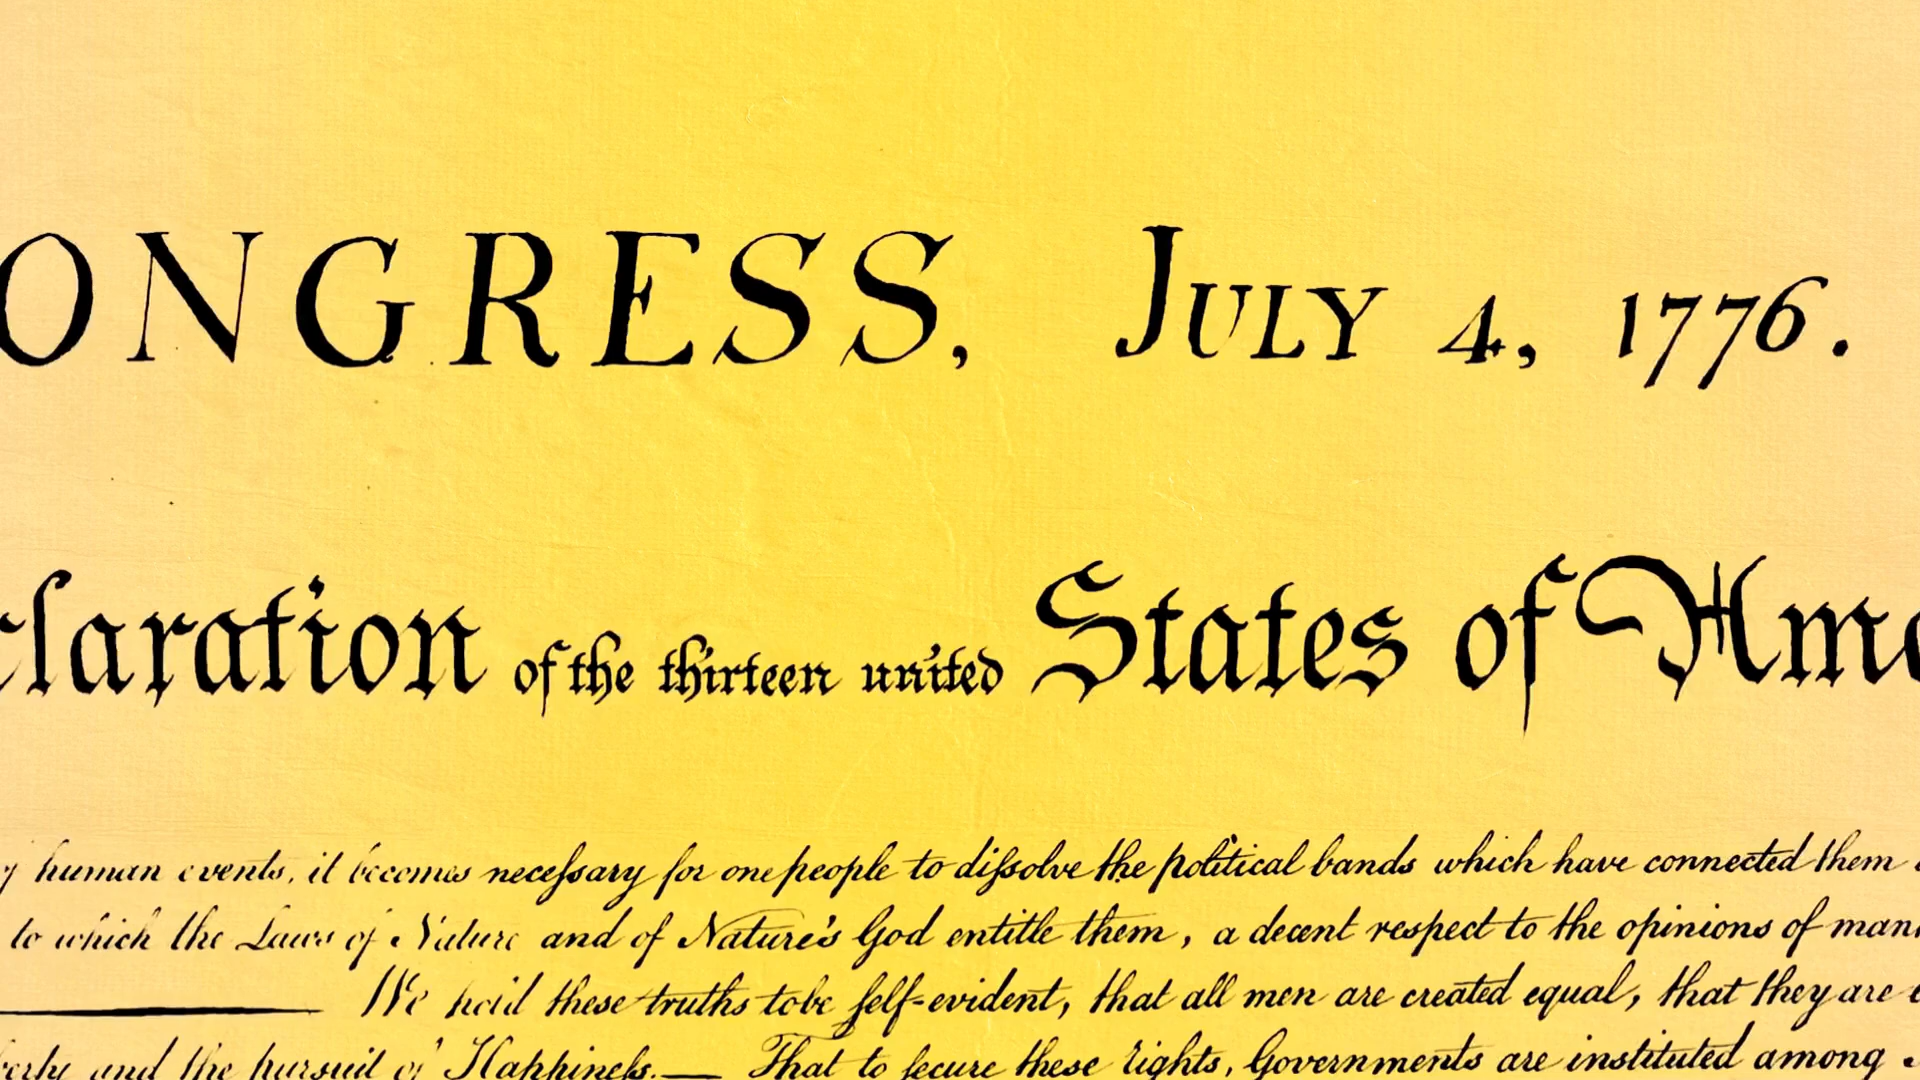 ONGRESS, JULY 4, 1776.
claration of the thirteen united States of Ame
human events, it becomes neceſsary for one people to diſsolve the political bands which have connected them
to which the Laws of Nature and of Nature's God entitle them, a decent respect to the opinions of man
We hold these truths to be ſelf-evident, that all men are created equal, that they are e
berty and the pursuit of Happineſs.— That to ſecure these rights, Governments are instituted among